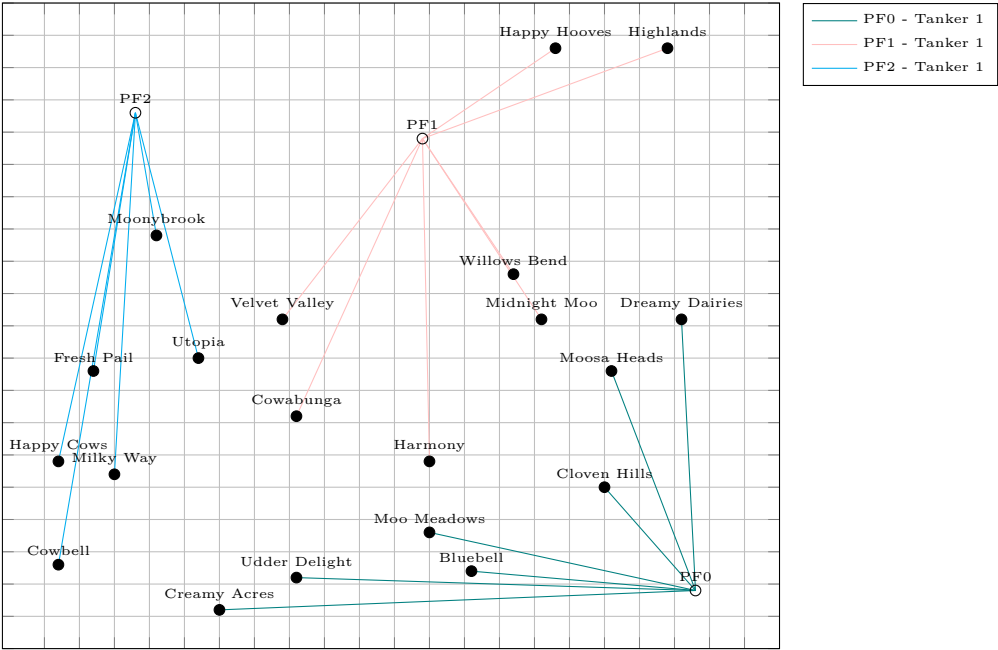 PF0 - Tanker 1
PF1 - Tanker 1
PF2 - Tanker 1
Happy Hooves
Highlands
PF2
PF1
Moonybrook
Willows Bend
Velvet Valley
Midnight Moo
Dreamy Dairies
Utopia
Fresh Pail
Moosa Heads
Cowabunga
Happy Cows
Harmony
Milky Way
Cloven Hills
Moo Meadows
Cowbell
Udder Delight
Bluebell
PF0
Creamy Acres